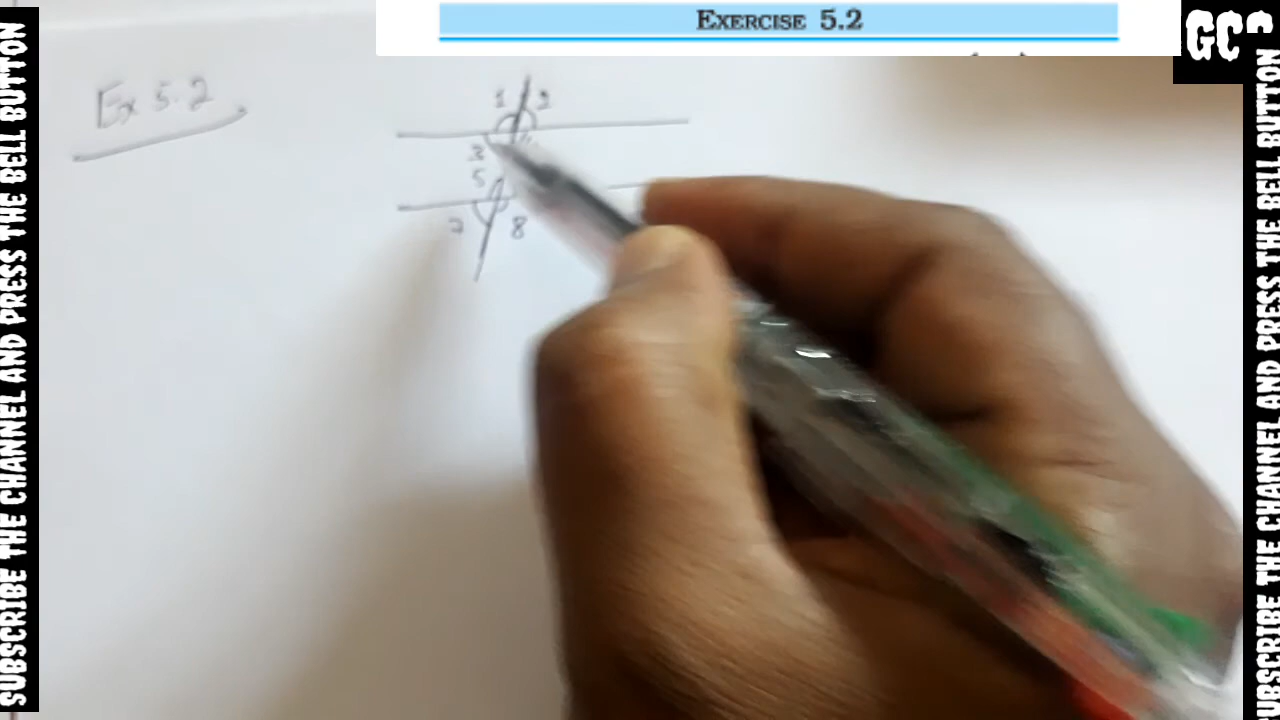 EXERCISE 5.2
GC
Ex 5.2
1 2
3
5
7 8
SUBSCRIBE THE CHANNEL AND PRESS THE BELL BUTTON
SUBSCRIBE THE CHANNEL AND PRESS THE BELL BUTTON